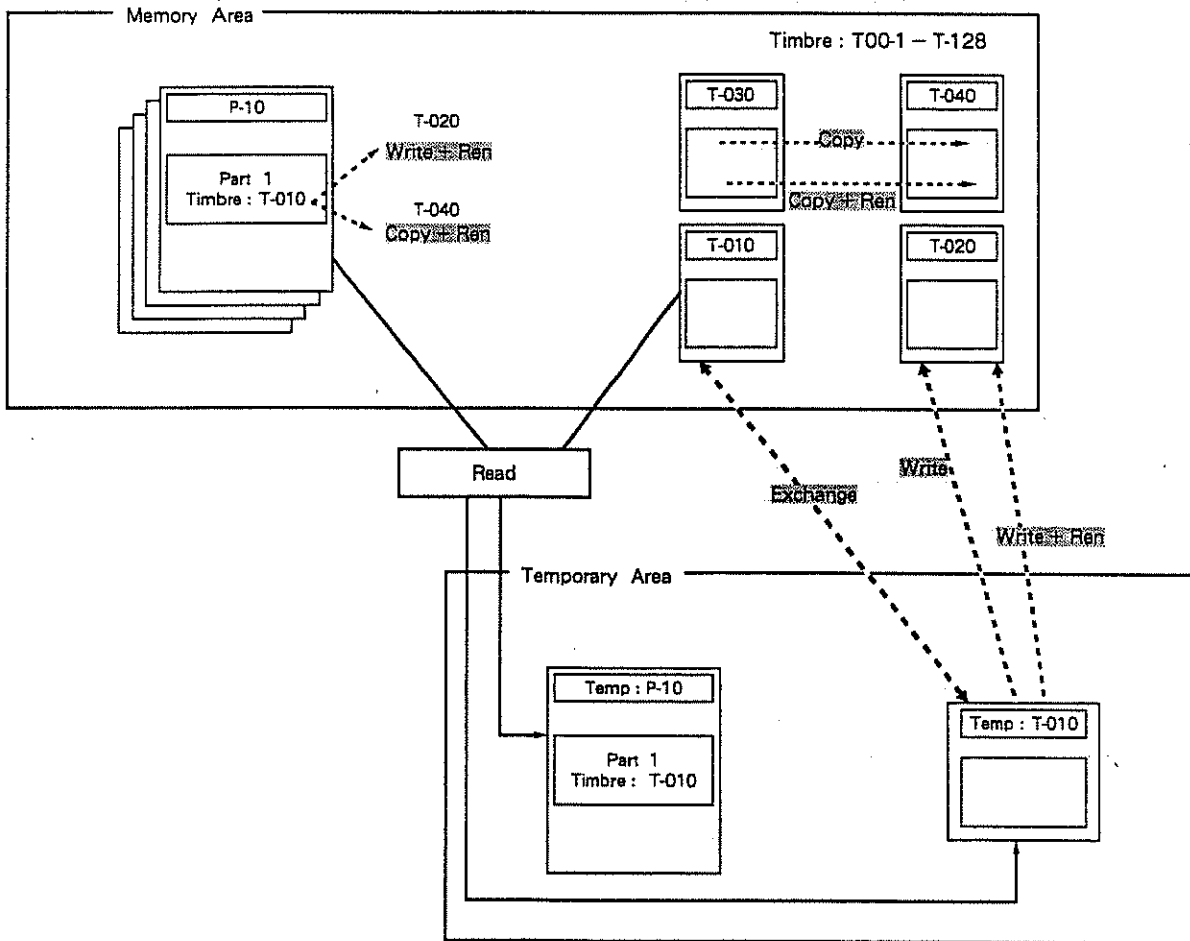 Memory Area
Timbre : T00-1 – T-128
P-10
Part 1
Timbre : T-010
T-020
Write + Ren
T-040
Copy + Ren
T-030
T-040
Copy
Copy + Ren
T-010
T-020
Read
Exchange
Write
Write + Ren
Temporary Area
Temp : P-10
Part 1
Timbre : T-010
Temp : T-010